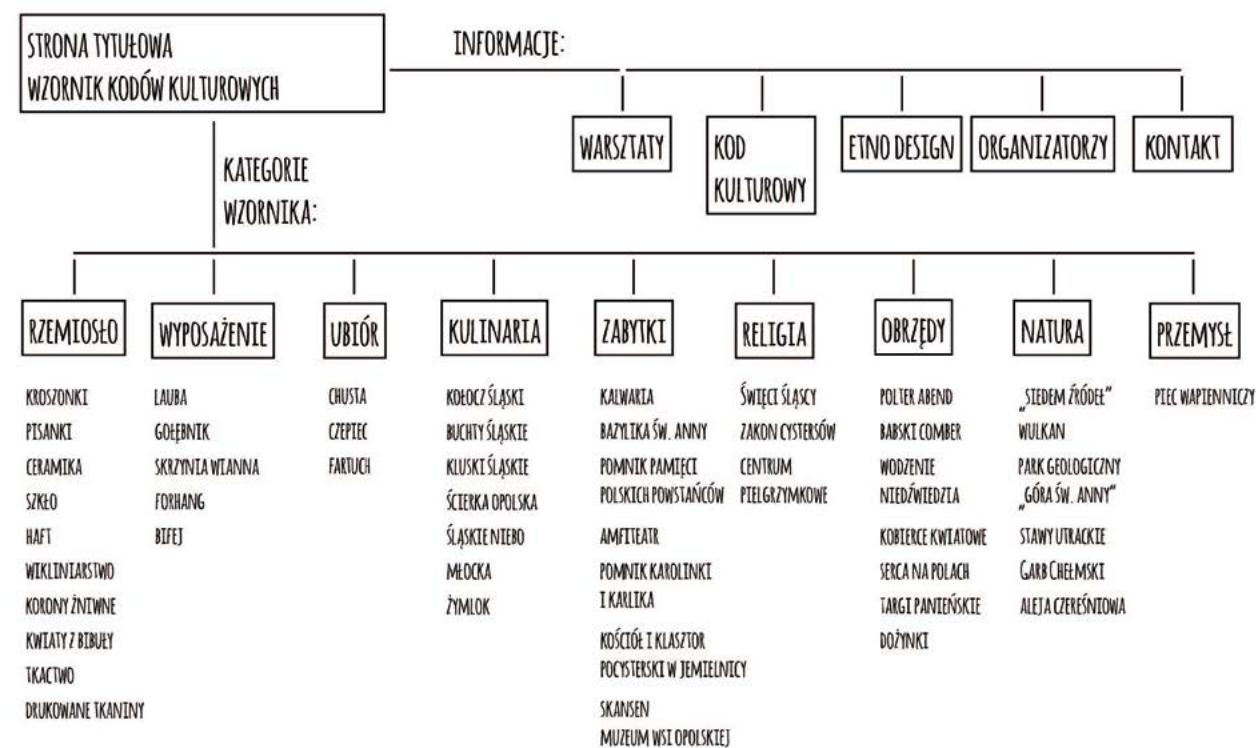 STRONA TYTUŁOWA
WZORNIK KODÓW KULTUROWYCH
INFORMACJE:
WARSZTATY
KOD
KULTUROWY
ETNO DESIGN
ORGANIZATORZY
KONTAKT
KATEGORIE
WZORNIKA:
RZEMIOSŁO
KROSZONKI
PISANKI
CERAMIKA
SZKŁO
HAFT
WIKLINIARSTWO
KORONY ŻNIWNE
KWIATY Z BIBUŁY
TKACTWO
DRUKOWANE TKANINY
WYPOSAŻENIE
LAUBA
GOŁĘBNIK
SKRZYNIA WIANNA
FORHANG
BIFEJ
UBIÓR
CHUSTA
CZEPIEC
FARTUCH
KULINARIA
KOŁOCZ ŚLĄSKI
BUCHTY ŚLĄSKIE
KLUSKI ŚLĄSKIE
ŚCIERKA OPOLSKA
ŚLĄSKIE NIEBO
MŁOCKA
ŻYMLOK
ZABYTKI
KALWARIA
BAZYLIKA ŚW. ANNY
POMNIK PAMIĘCI
POLSKICH POWSTAŃCÓW
AMFITEATR
POMNIK KAROLINKI
I KARLIKA
KOŚCIÓŁ I KLASZTOR
POCYSTERSKI W JEMIELNICY
SKANSEN
MUZEUM WSI OPOLSKIEJ
RELIGIA
ŚWIĘCI ŚLĄSCY
ZAKON CYSTERSÓW
CENTRUM
PIELGRZYMKOWE
OBRZĘDY
POLTER ABEND
BABSKI COMBER
WODZENIE
NIEDŹWIEDZIA
KOBIERCE KWIATOWE
SERCA NA POLACH
TARGI PANIEŃSKIE
DOŻYNKI
NATURA
„SIEDEM ŹRÓDEŁ"
WULKAN
PARK GEOLOGICZNY
„GÓRA ŚW. ANNY"
STAWY UTRACKIE
GARB CHEŁMSKI
ALEJA CZEREŚNIOWA
PRZEMYSŁ
PIEC WAPIENNICZY